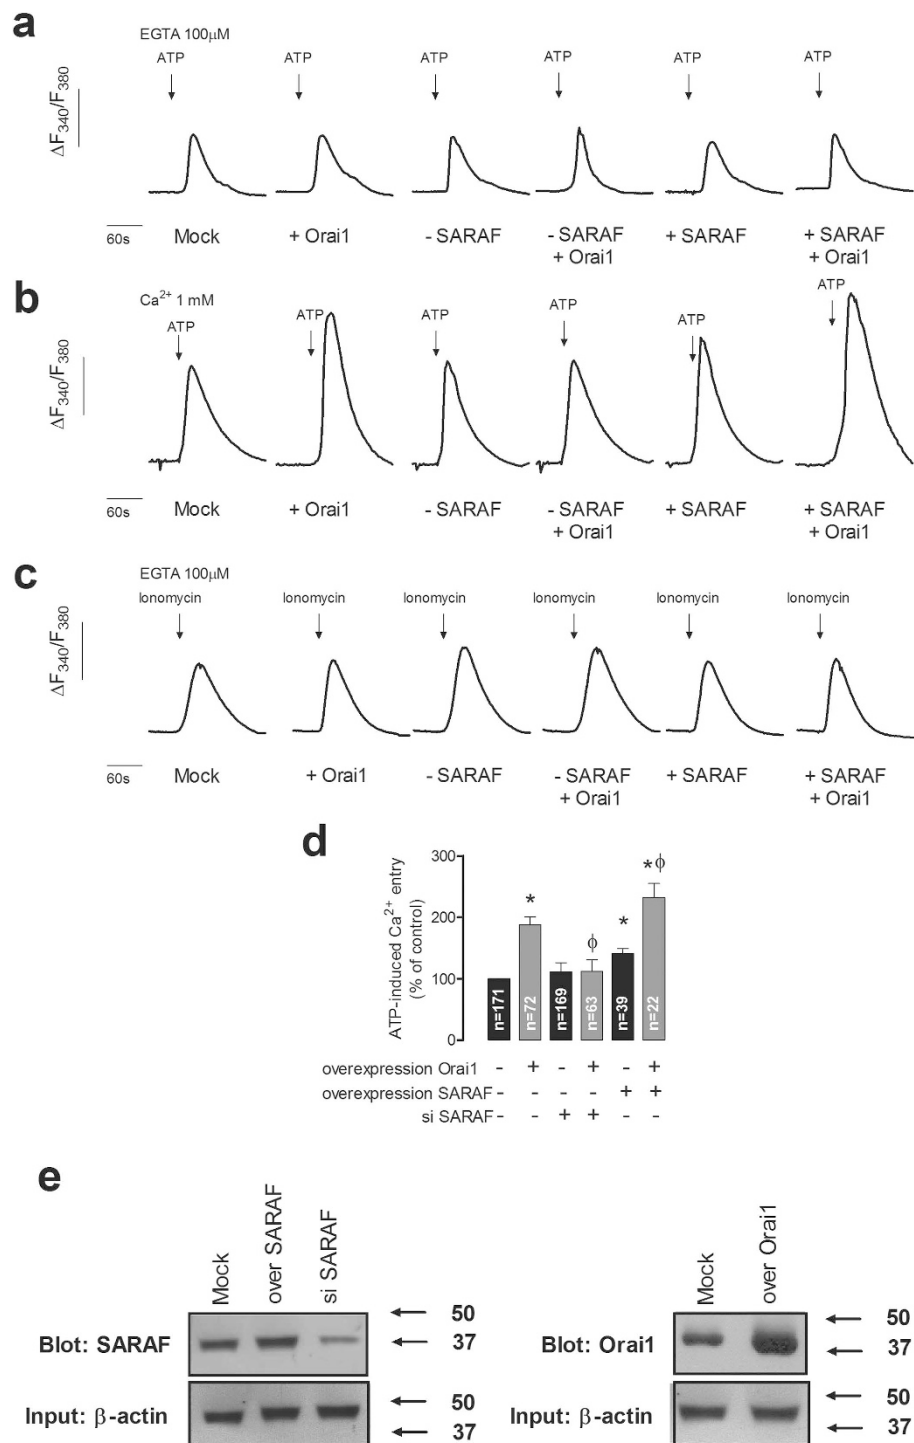 a
EGTA 100μM
ATP ATP ATP ATP ATP ATP
ΔF340/F380
60s
Mock + Orai1 - SARAF - SARAF + SARAF + SARAF
+ Orai1 + Orai1
b
Ca2+ 1 mM
ATP ATP ATP ATP ATP ATP
ΔF340/F380
60s
Mock + Orai1 - SARAF - SARAF + SARAF + SARAF
+ Orai1 + Orai1
c
EGTA 100μM
Ionomycin Ionomycin Ionomycin Ionomycin Ionomycin Ionomycin
ΔF340/F380
60s
Mock + Orai1 - SARAF - SARAF + SARAF + SARAF
+ Orai1 + Orai1
d
ATP-induced Ca2+ entry
(% of control)
300
200
100
0
* ϕ * *ϕ
n=171 n=72 n=169 n=63 n=39 n=22
overexpression Orai1 - + - + - +
overexpression SARAF - - - - + +
si SARAF - - + + - -
e
Mock over SARAF si SARAF
Blot: SARAF
50
37
Input: β-actin
50
37
Mock over Orai1
Blot: Orai1
50
37
Input: β-actin
50
37